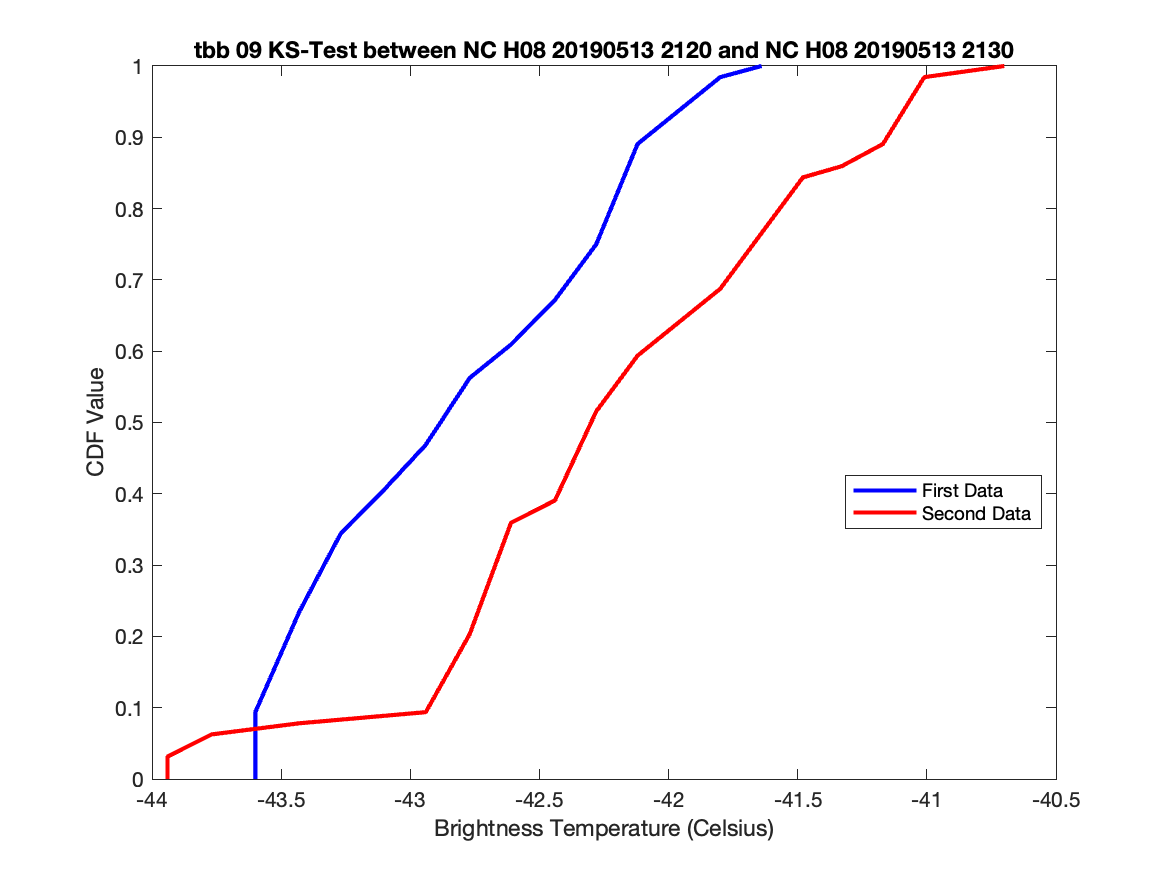 tbb 09 KS-Test between NC H08 20190513 2120 and NC H08 20190513 2130
1
0.9
0.8
0.7
0.6
0.5
0.4
0.3
0.2
0.1
0
CDF Value
First Data
Second Data
-44 -43.5 -43 -42.5 -42 -41.5 -41 -40.5
Brightness Temperature (Celsius)